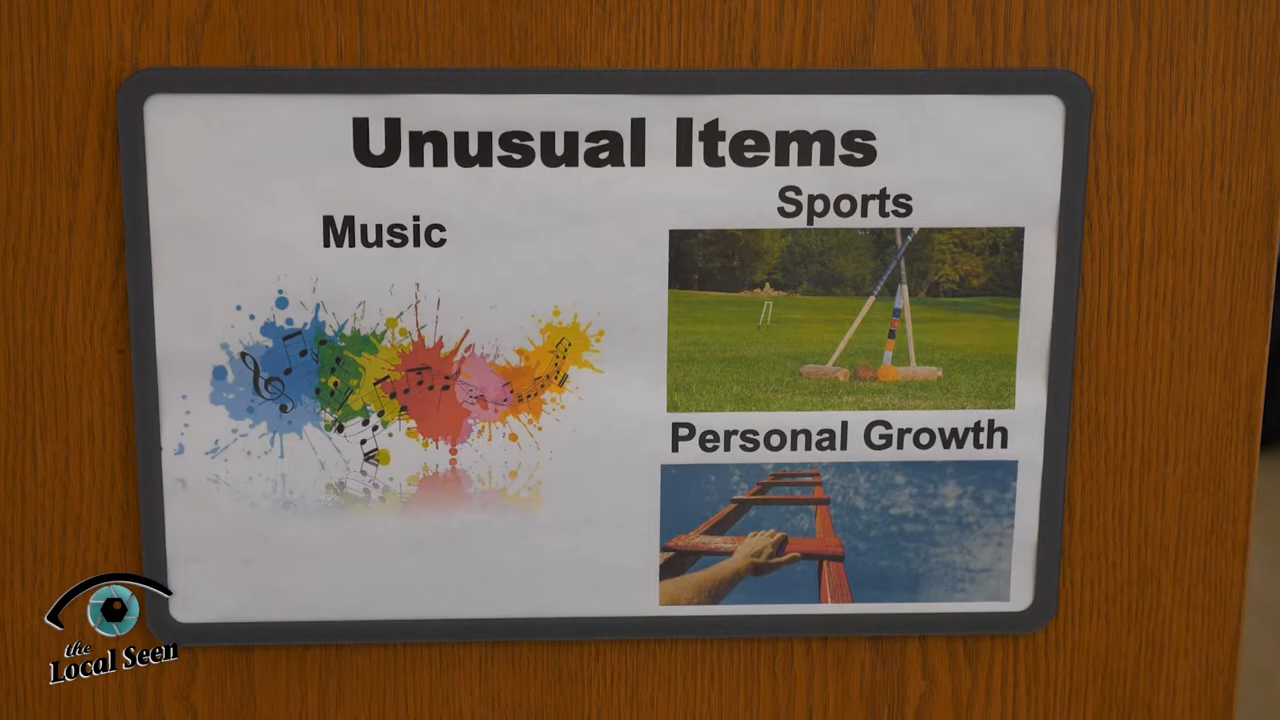 Unusual Items
Music
Sports
Personal Growth
the
Local Seen